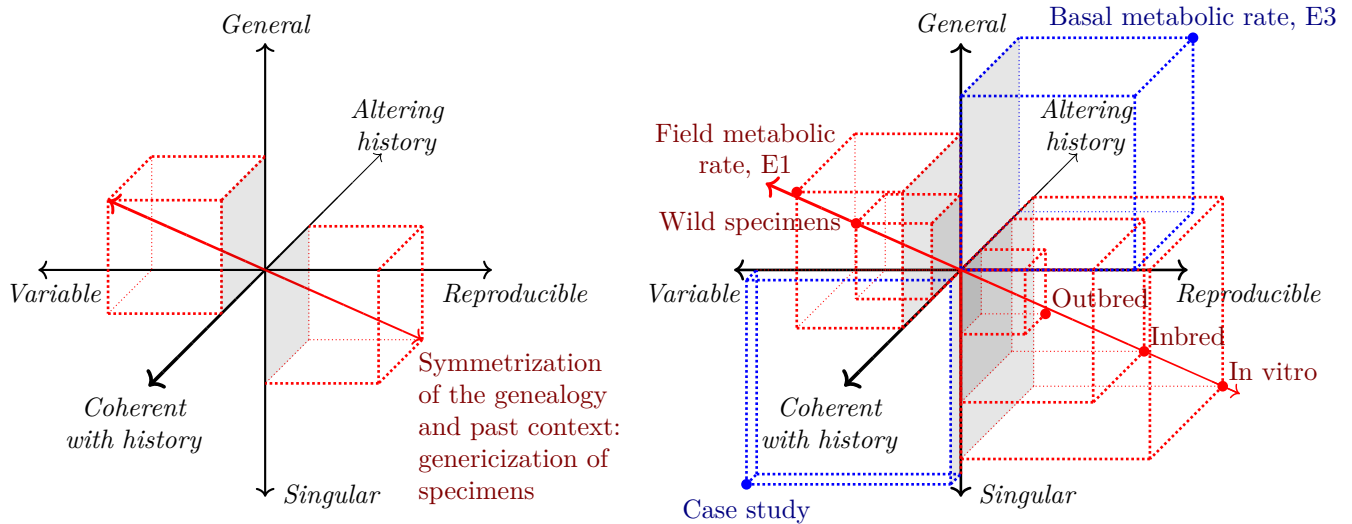 General
Altering
history
Variable
Reproducible
Coherent
with history
Singular
Symmetrization
of the genealogy
and past context:
genericization of
specimens
Basal metabolic rate, E3
General
Altering
history
Field metabolic
rate, E1
Wild specimens
Variable
Reproducible
Outbred
Inbred
In vitro
Coherent
with history
Singular
Case study